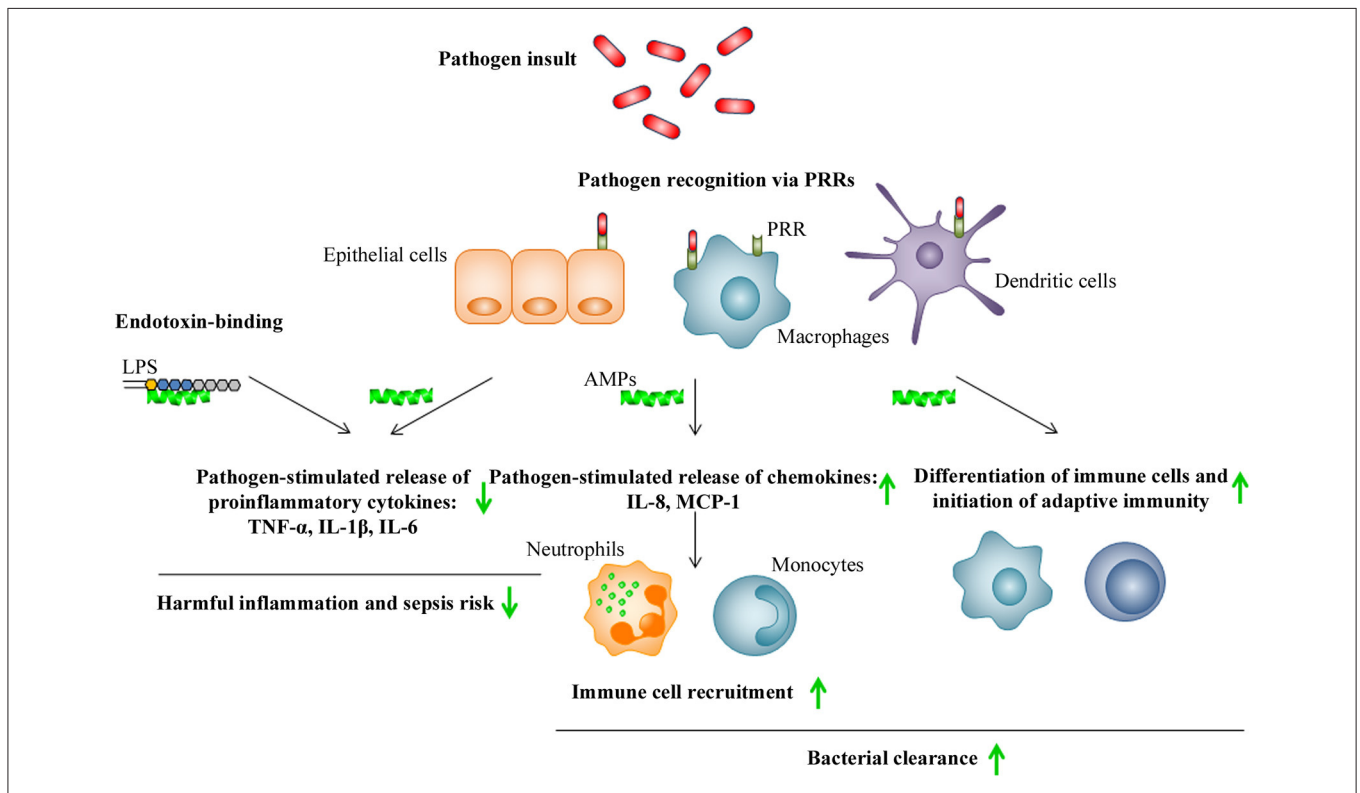 Pathogen insult
Pathogen recognition via PRRs
PRR
Epithelial cells
Dendritic cells
Macrophages
Endotoxin-binding
LPS
AMPs
Pathogen-stimulated release of
proinflammatory cytokines:
TNF-α, IL-1β, IL-6
Pathogen-stimulated release of chemokines:
IL-8, MCP-1
Differentiation of immune cells and
initiation of adaptive immunity
Neutrophils
Monocytes
Harmful inflammation and sepsis risk
Immune cell recruitment
Bacterial clearance